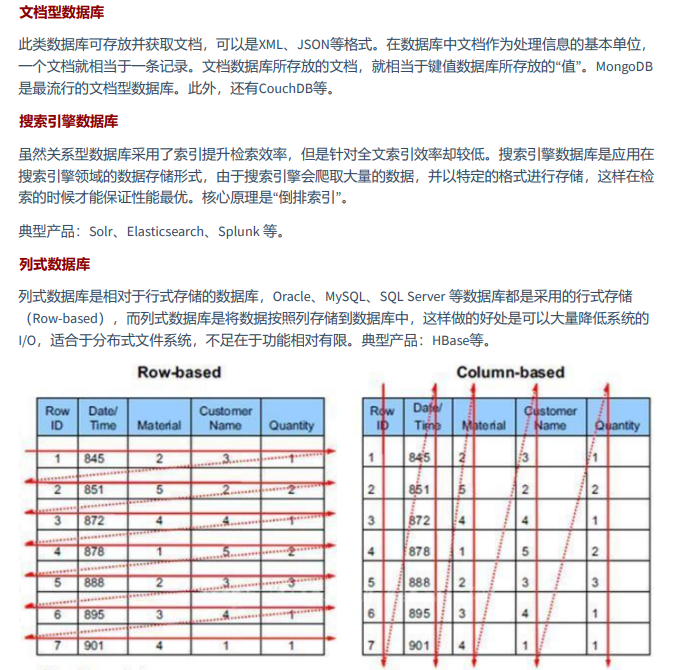 文档型数据库
此类数据库可存放并获取文档，可以是XML、JSON等格式。在数据库中文档作为处理信息的基本单位，
一个文档就相当于一条记录。文档数据库所存放的文档，就相当于键值数据库所存放的“值”。MongoDB
是最流行的文档型数据库。此外，还有CouchDB等。
搜索引擎数据库
虽然关系型数据库采用了索引提升检索效率，但是针对全文索引效率却较低。搜索引擎数据库是应用在
搜索引擎领域的数据存储形式，由于搜索引擎会爬取大量的数据，并以特定的格式进行存储，这样在检
索的时候才能保证性能最优。核心原理是“倒排索引”。
典型产品：Solr、Elasticsearch、Splunk 等。
列式数据库
列式数据库是相对于行式存储的数据库，Oracle、MySQL、SQL Server 等数据库都是采用的行式存储
（Row-based），而列式数据库是将数据按照列存储到数据库中，这样做的好处是可以大量降低系统的
I/O，适合于分布式文件系统，不足在于功能相对有限。典型产品：HBase等。
Row-based
Row ID Date/ Time Material Customer Name Quantity
1 845 2 3 1
2 851 5 2 2
3 872 4 4 1
4 878 1 5 2
5 888 2 3 3
6 895 3 4 1
7 901 4 1 1
Column-based
Row ID Date/ Time Material Customer Name Quantity
1 845 2 3 1
2 851 5 2 2
3 872 4 4 1
4 878 1 5 2
5 888 2 3 3
6 895 3 4 1
7 901 4 1 1